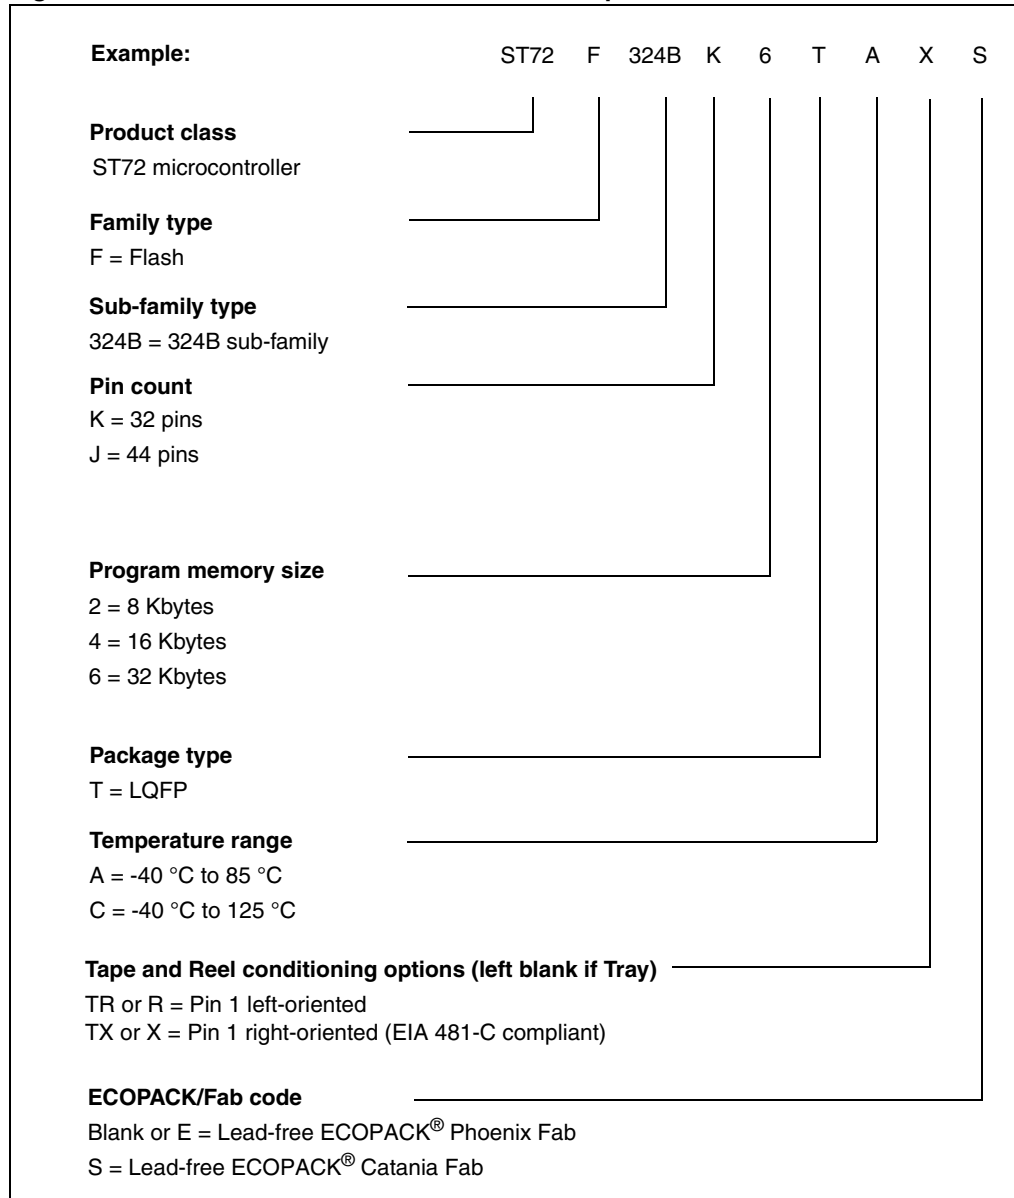 Example: ST72 F 324B K 6 T A X S
Product class
ST72 microcontroller
Family type
F = Flash
Sub-family type
324B = 324B sub-family
Pin count
K = 32 pins
J = 44 pins
Program memory size
2 = 8 Kbytes
4 = 16 Kbytes
6 = 32 Kbytes
Package type
T = LQFP
Temperature range
A = -40 °C to 85 °C
C = -40 °C to 125 °C
Tape and Reel conditioning options (left blank if Tray)
TR or R = Pin 1 left-oriented
TX or X = Pin 1 right-oriented (EIA 481-C compliant)
ECOPACK/Fab code
Blank or E = Lead-free ECOPACK® Phoenix Fab
S = Lead-free ECOPACK® Catania Fab